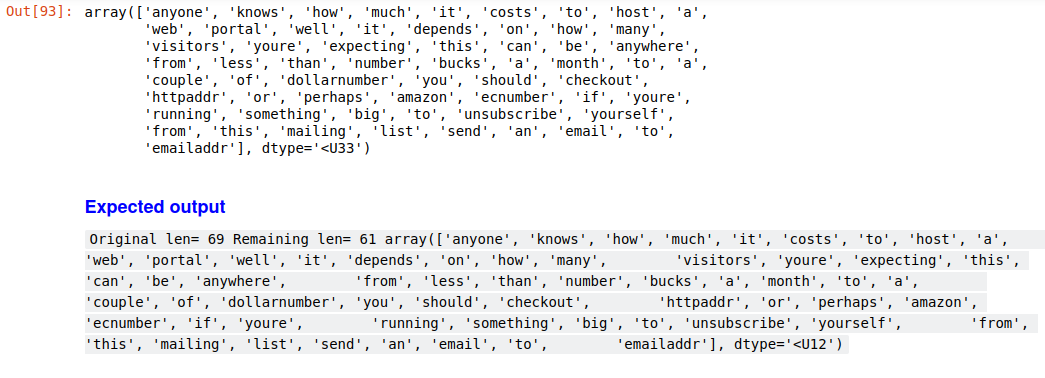 Out[93]: array(['anyone', 'knows', 'how', 'much', 'it', 'costs', 'to', 'host', 'a',
'web', 'portal', 'well', 'it', 'depends', 'on', 'how', 'many',
'visitors', 'youre', 'expecting', 'this', 'can', 'be', 'anywhere',
'from', 'less', 'than', 'number', 'bucks', 'a', 'month', 'to', 'a',
'couple', 'of', 'dollarnumber', 'you', 'should', 'checkout',
'httpaddr', 'or', 'perhaps', 'amazon', 'ecnumber', 'if', 'youre',
'running', 'something', 'big', 'to', 'unsubscribe', 'yourself',
'from', 'this', 'mailing', 'list', 'send', 'an', 'email', 'to',
'emailaddr'], dtype='<U33')
Expected output
Original len= 69 Remaining len= 61 array(['anyone', 'knows', 'how', 'much', 'it', 'costs', 'to', 'host', 'a',
'web', 'portal', 'well', 'it', 'depends', 'on', 'how', 'many', 'visitors', 'youre', 'expecting', 'this',
'can', 'be', 'anywhere', 'from', 'less', 'than', 'number', 'bucks', 'a', 'month', 'to', 'a',
'couple', 'of', 'dollarnumber', 'you', 'should', 'checkout', 'httpaddr', 'or', 'perhaps', 'amazon',
'ecnumber', 'if', 'youre', 'running', 'something', 'big', 'to', 'unsubscribe', 'yourself', 'from',
'this', 'mailing', 'list', 'send', 'an', 'email', 'to', 'emailaddr'], dtype='<U12')